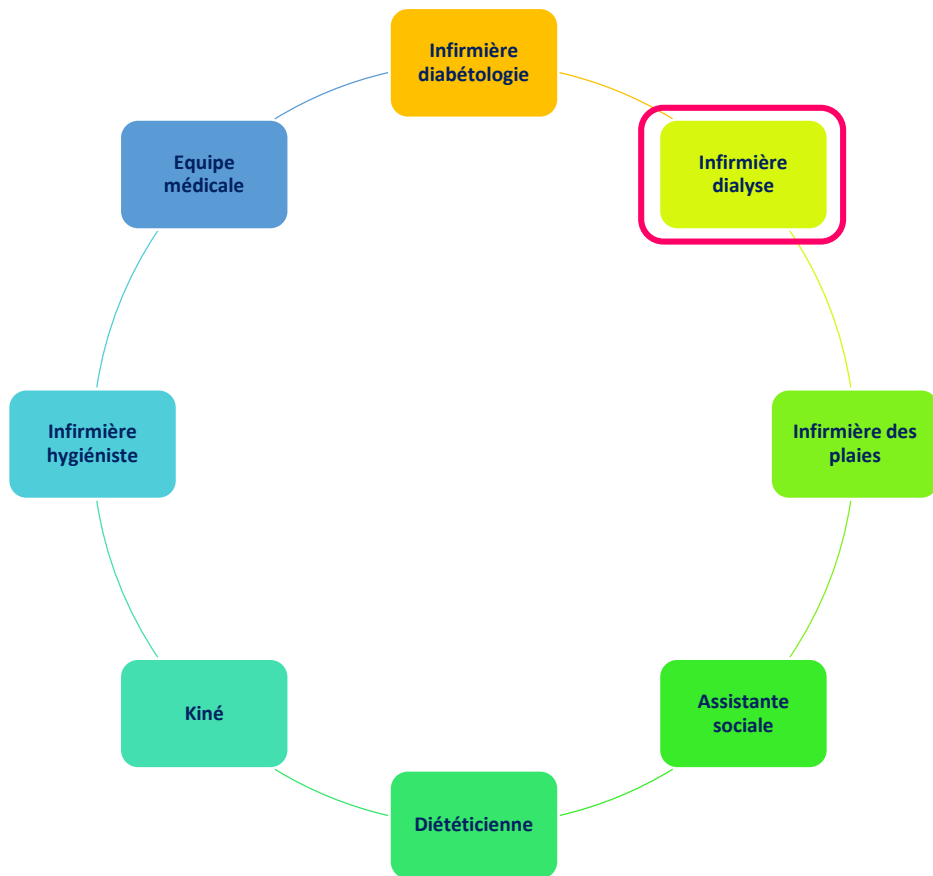 Infirmière
diabétologie
Infirmière
dialyse
Infirmière des
plaies
Assistante
sociale
Diététicienne
Kiné
Infirmière
hygiéniste
Equipe
médicale